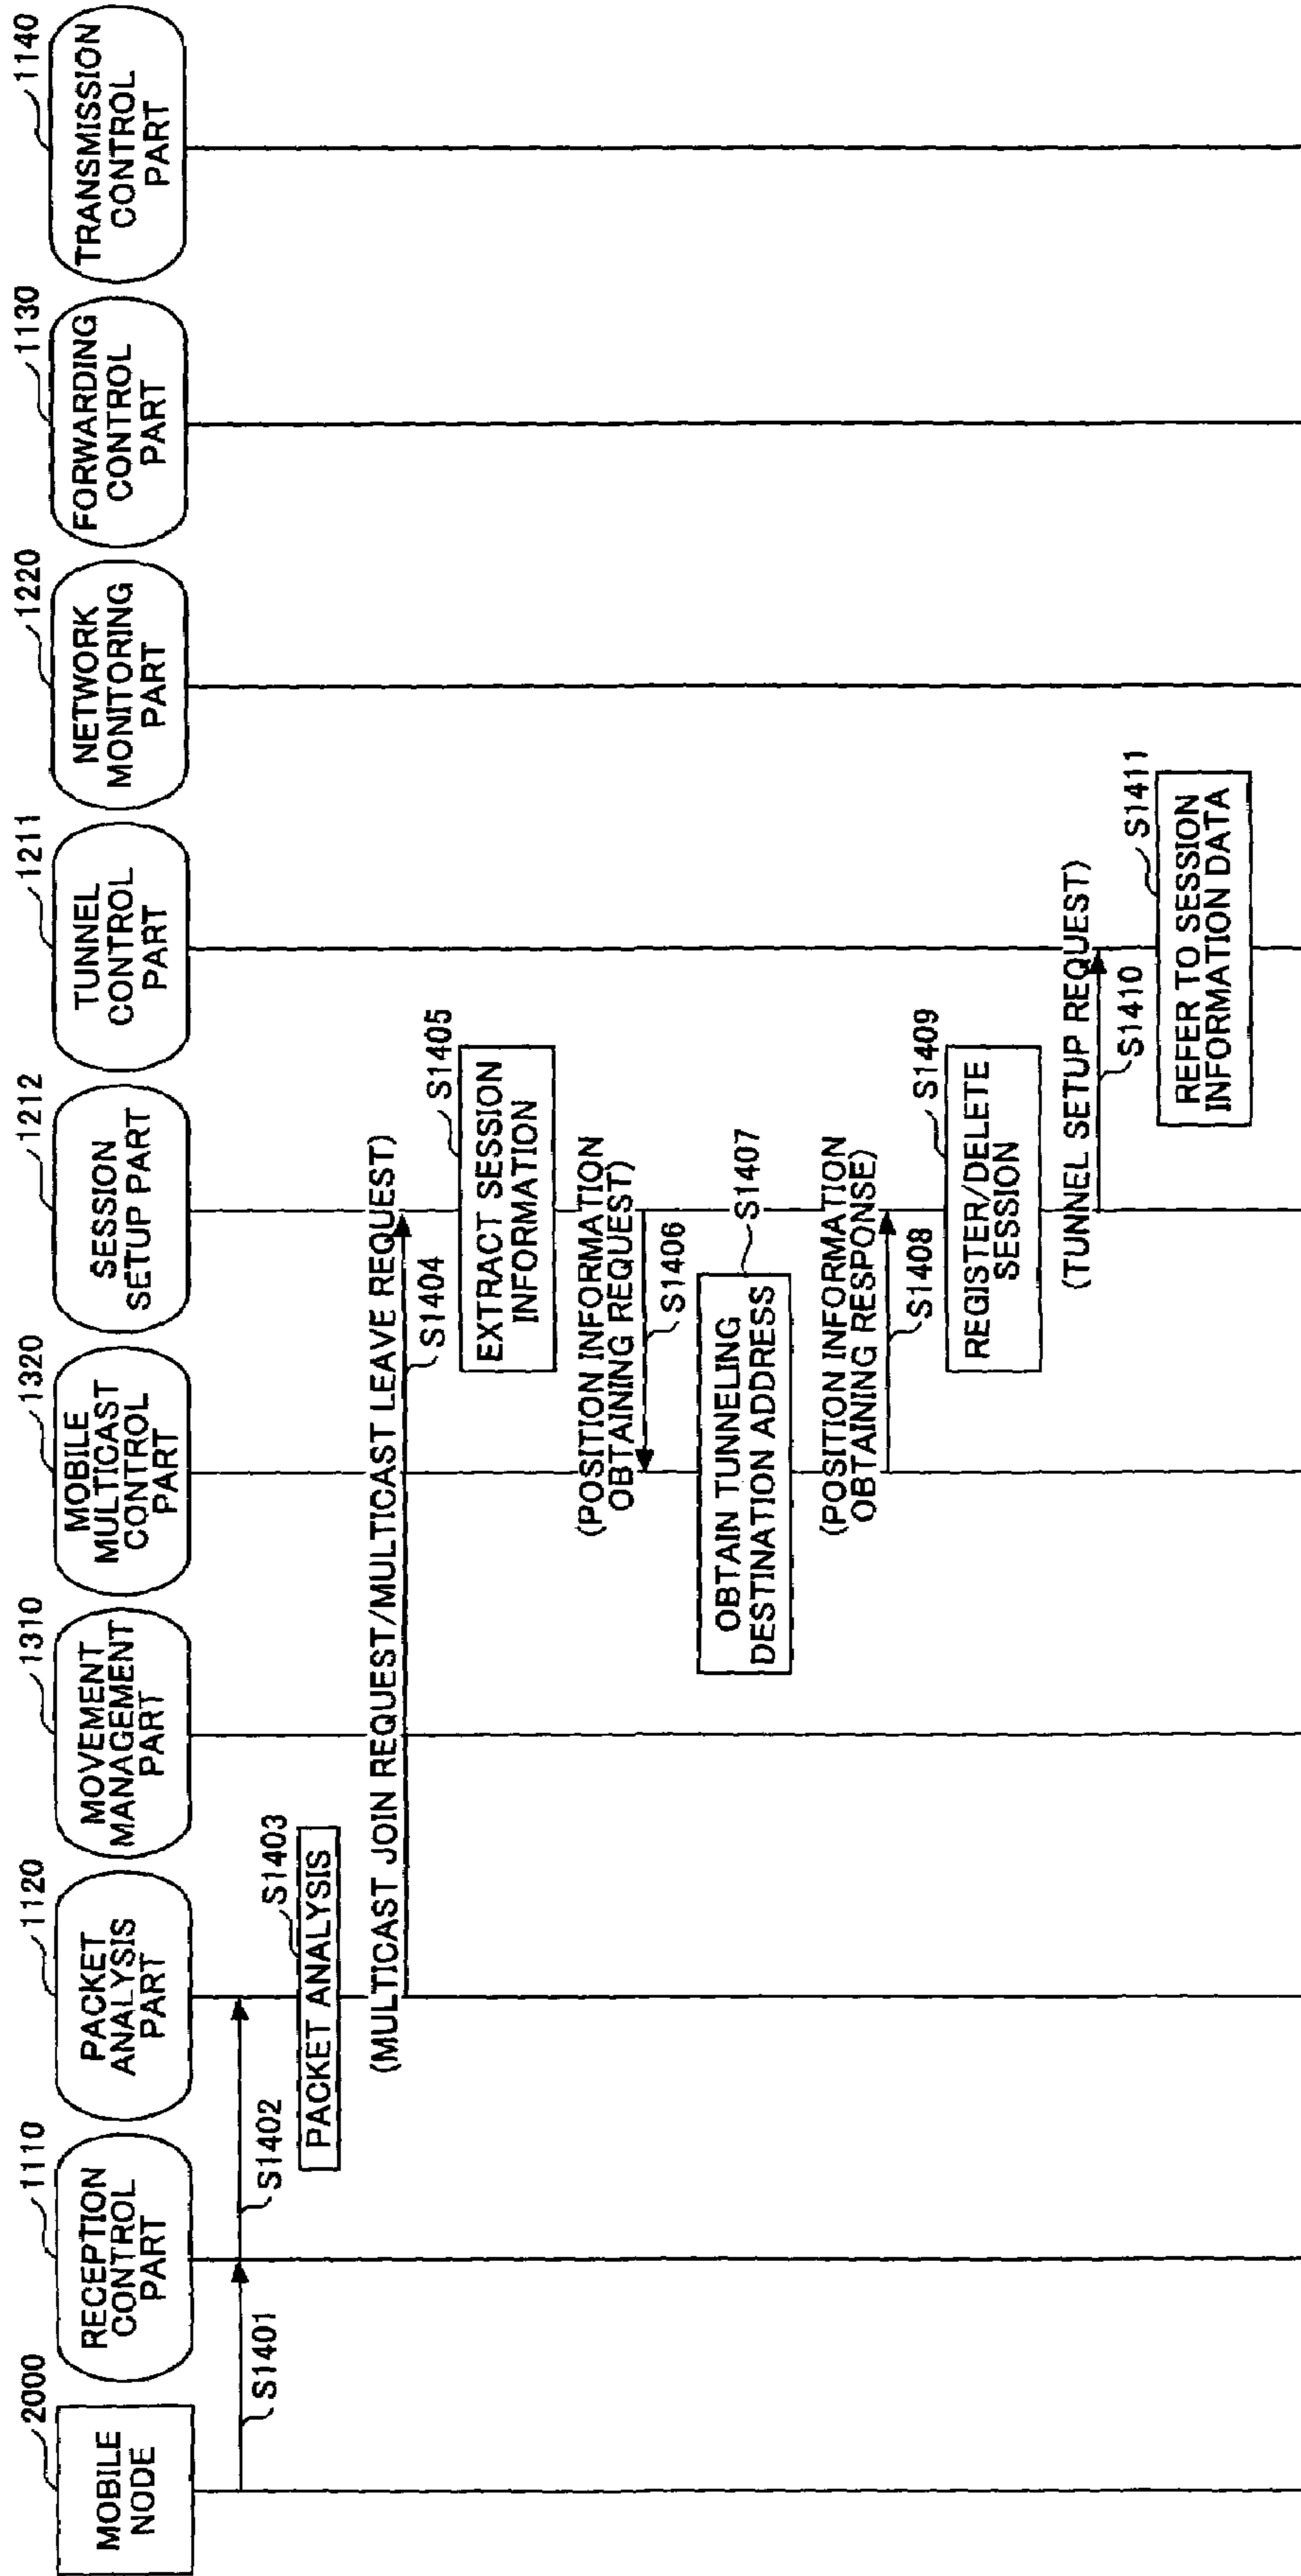 2000
MOBILE
NODE
1110
RECEPTION
CONTROL
PART
1120
PACKET
ANALYSIS
PART
1310
MOVEMENT
MANAGEMENT
PART
1320
MOBILE
MULTICAST
CONTROL
PART
1212
SESSION
SETUP PART
1211
TUNNEL
CONTROL
PART
1220
NETWORK
MONITORING
PART
1130
FORWARDING
CONTROL
PART
1140
TRANSMISSION
CONTROL
PART
S1401
S1402
S1403
PACKET ANALYSIS
(MULTICAST JOIN REQUEST/MULTICAST LEAVE REQUEST)
S1404
S1405
EXTRACT SESSION
INFORMATION
(POSITION INFORMATION
OBTAINING REQUEST)
S1406
S1407
OBTAIN TUNNELING
DESTINATION ADDRESS
(POSITION INFORMATION
OBTAINING RESPONSE)
S1408
S1409
REGISTER/DELETE
SESSION
(TUNNEL SETUP REQUEST)
S1410
S1411
REFER TO SESSION
INFORMATION DATA